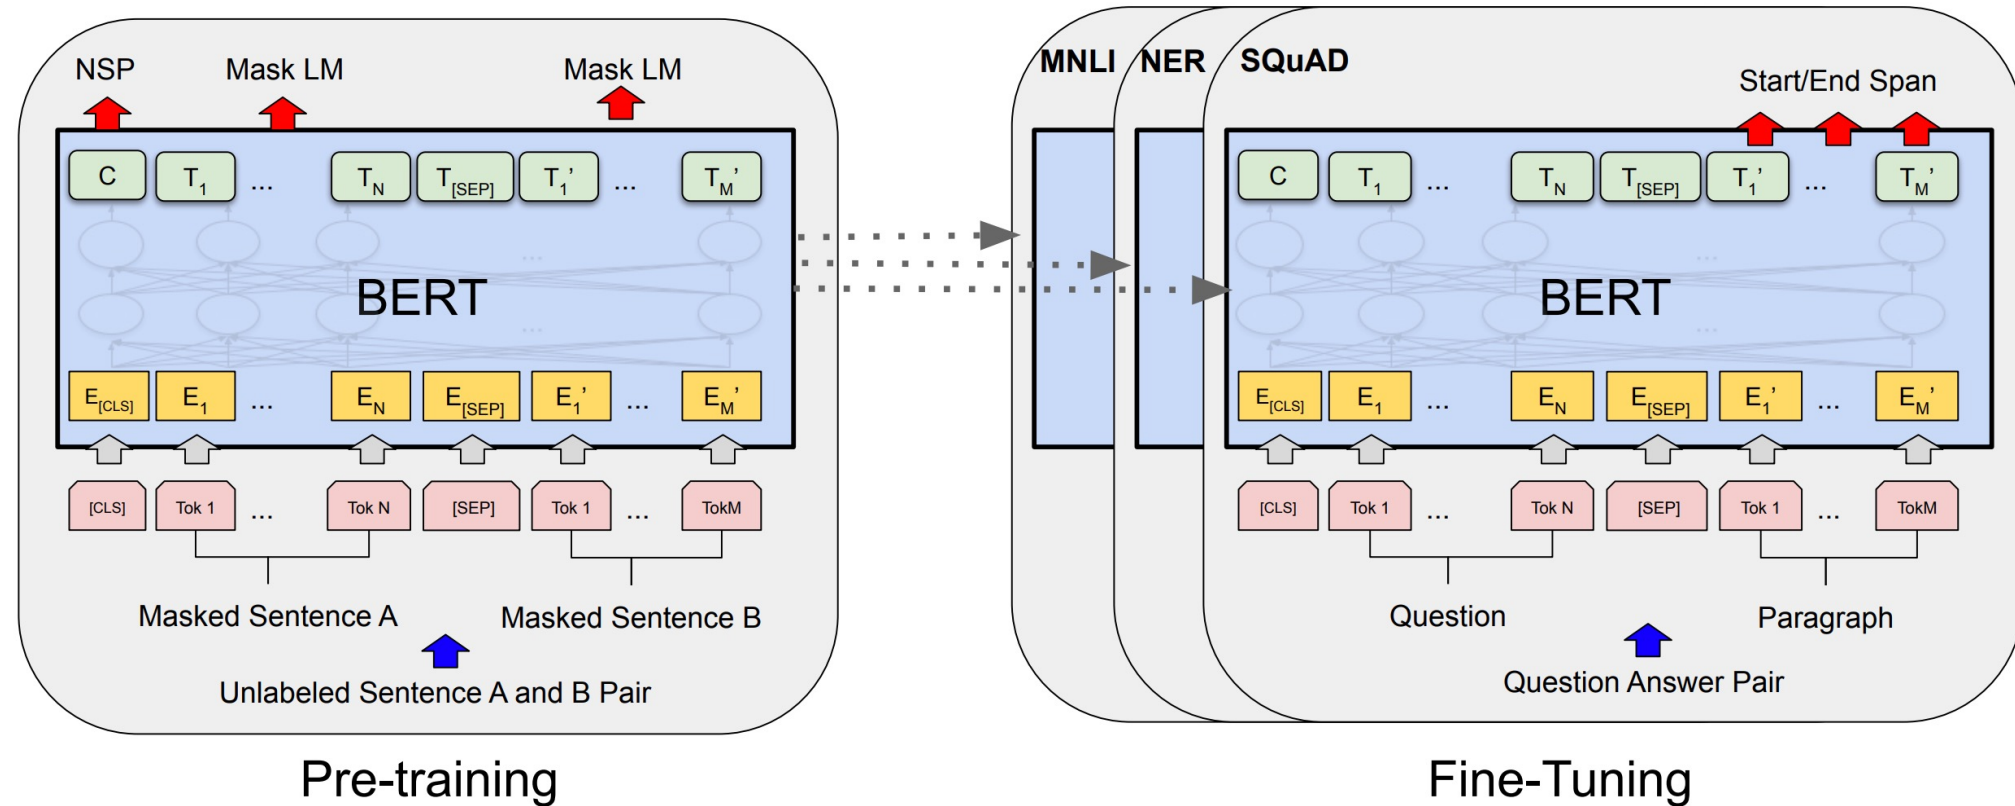 NSP Mask LM Mask LM
C T1 ... TN T[SEP] T1’ ... TM’
...
BERT
...
E[CLS] E1 ... EN E[SEP] E1’ ... EM’
[CLS] Tok 1 ... Tok N [SEP] Tok 1 ... TokM
Masked Sentence A Masked Sentence B
Unlabeled Sentence A and B Pair
Pre-training
MNLI NER SQuAD
Start/End Span
C T1 ... TN T[SEP] T1’ ... TM’
...
BERT
...
E[CLS] E1 ... EN E[SEP] E1’ ... EM’
[CLS] Tok 1 ... Tok N [SEP] Tok 1 ... TokM
Question Paragraph
Question Answer Pair
Fine-Tuning